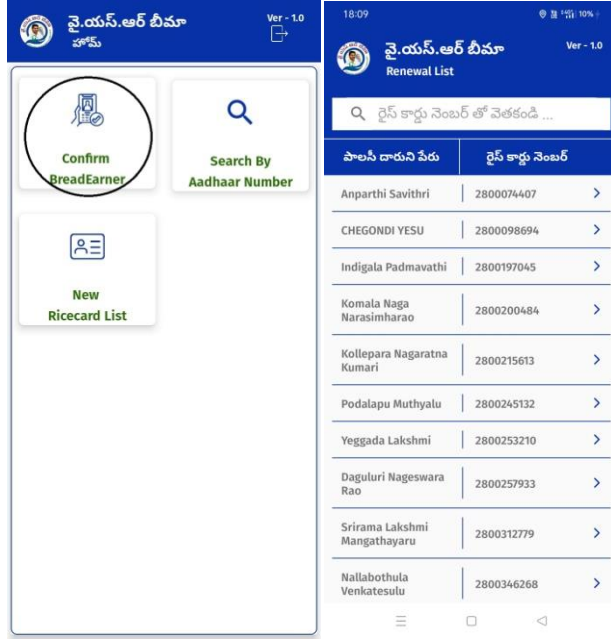 వై.యస్.ఆర్ బీమా
Ver - 1.0
హోమ్
Confirm
BreadEarner
Search By
Aadhaar Number
New
Ricecard List
18:09
10%
వై.యస్.ఆర్ బీమా
Ver - 1.0
Renewal List
రైస్ కార్డు నెంబర్ తో వెతకండి ...
పాలసీ దారుని పేరు
రైస్ కార్డు నెంబర్
Anparthi Savithri 2800074407
CHEGONDI YESU 2800098694
Indigala Padmavathi 2800197045
Komala Naga
Narasimharao 2800200484
Kollepara Nagaratna
Kumari 2800215613
Podalapu Muthyalu 2800245132
Yeggada Lakshmi 2800253210
Daguluri Nageswara
Rao 2800257933
Srirama Lakshmi
Mangathayaru 2800312779
Nallabothula
Venkatesulu 2800346268